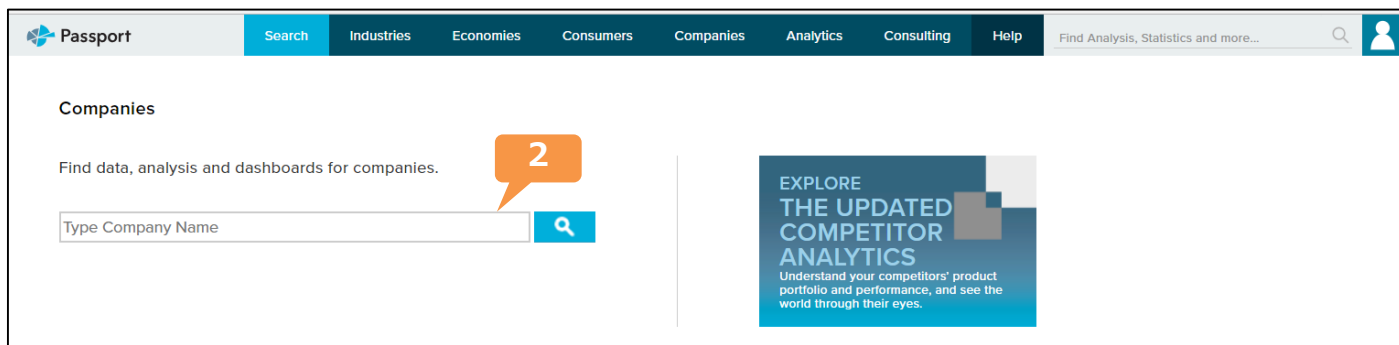 Passport
Search Industries Economies Consumers Companies Analytics Consulting Help Find Analysis, Statistics and more...
Companies
Find data, analysis and dashboards for companies.
2
Type Company Name
EXPLORE
THE UPDATED
COMPETITOR
ANALYTICS
Understand your competitors' product
portfolio and performance, and see the
world through their eyes.